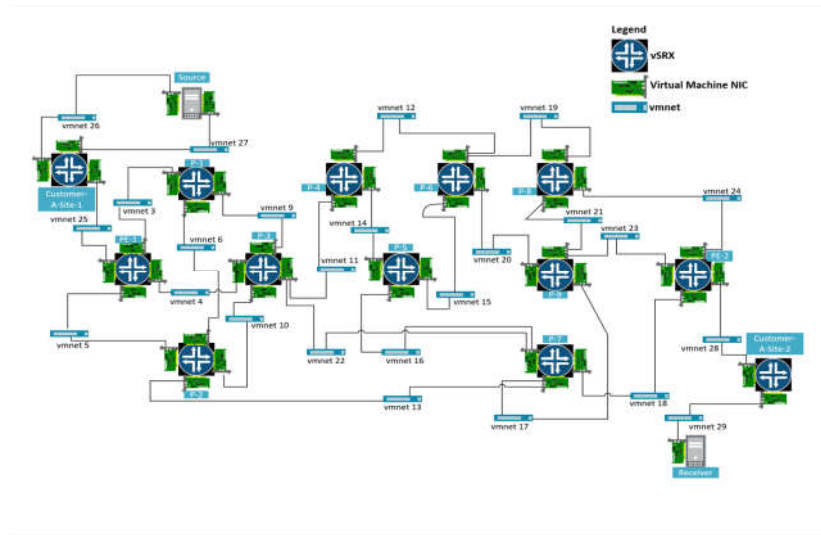 Legend
vSRX
Virtual Machine NIC
vmnet
Source
vmnet 26
vmnet 12
vmnet 19
vmnet 27
P-1
P-4
P-6
P-8
Customer-
A-Site-1
vmnet 3
vmnet 9
vmnet 24
vmnet 25
vmnet 6
vmnet 14
vmnet 21
vmnet 23
PE-1
P-3
P-5
PE-2
vmnet 11
vmnet 20
vmnet 4
vmnet 15
P-9
vmnet 10
vmnet 5
vmnet 22
vmnet 16
P-7
vmnet 28
Customer-
A-Site-2
P-2
vmnet 13
vmnet 18
vmnet 17
vmnet 29
Receiver